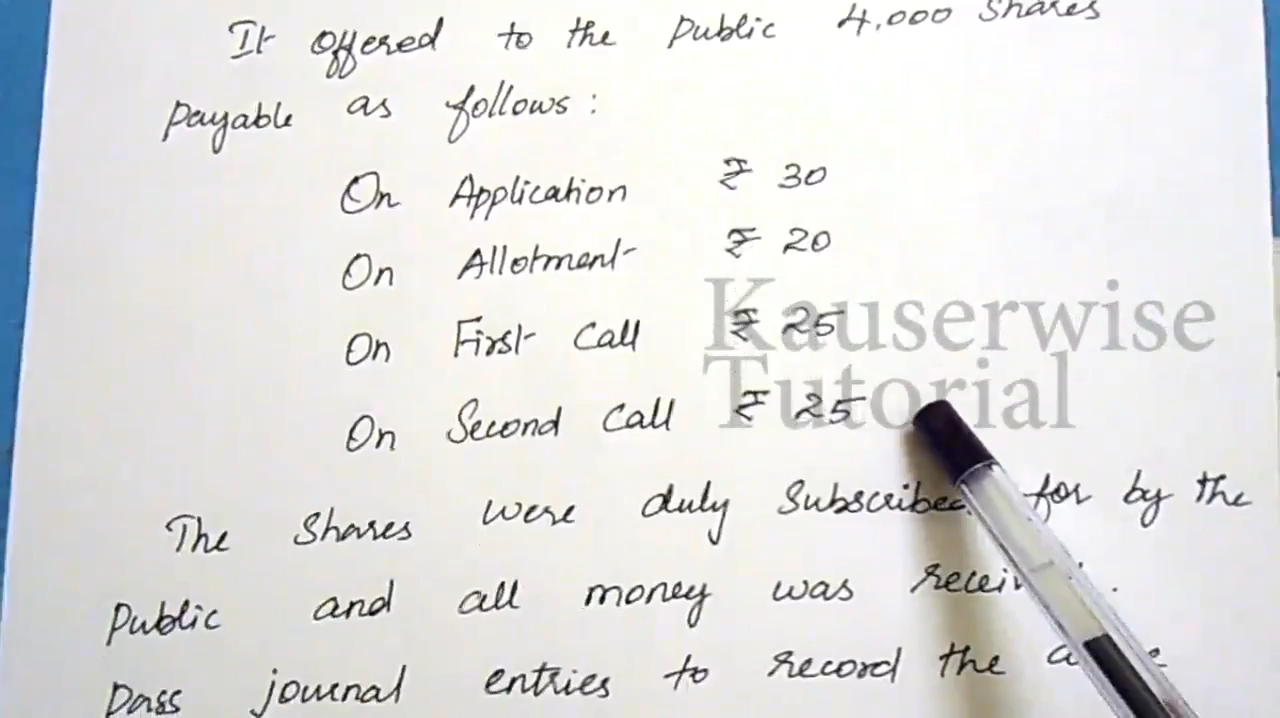 It offered to the Public 4,000 Shares
Payable as follows:
On Application ₹ 30
On Allotment ₹ 20
On First Call ₹ 25
On Second Call ₹ 25
Kauserwise
Tutorial
The Shares were duly Subscribed for by the
Public and all money was
Pass journal entries to record the